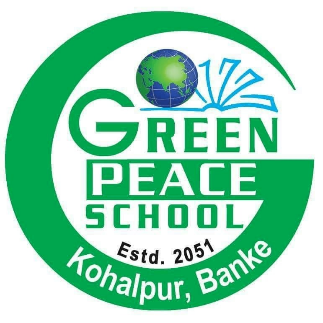 GREEN
PEACE
SCHOOL
Estd. 2051
Kohalpur, Banke